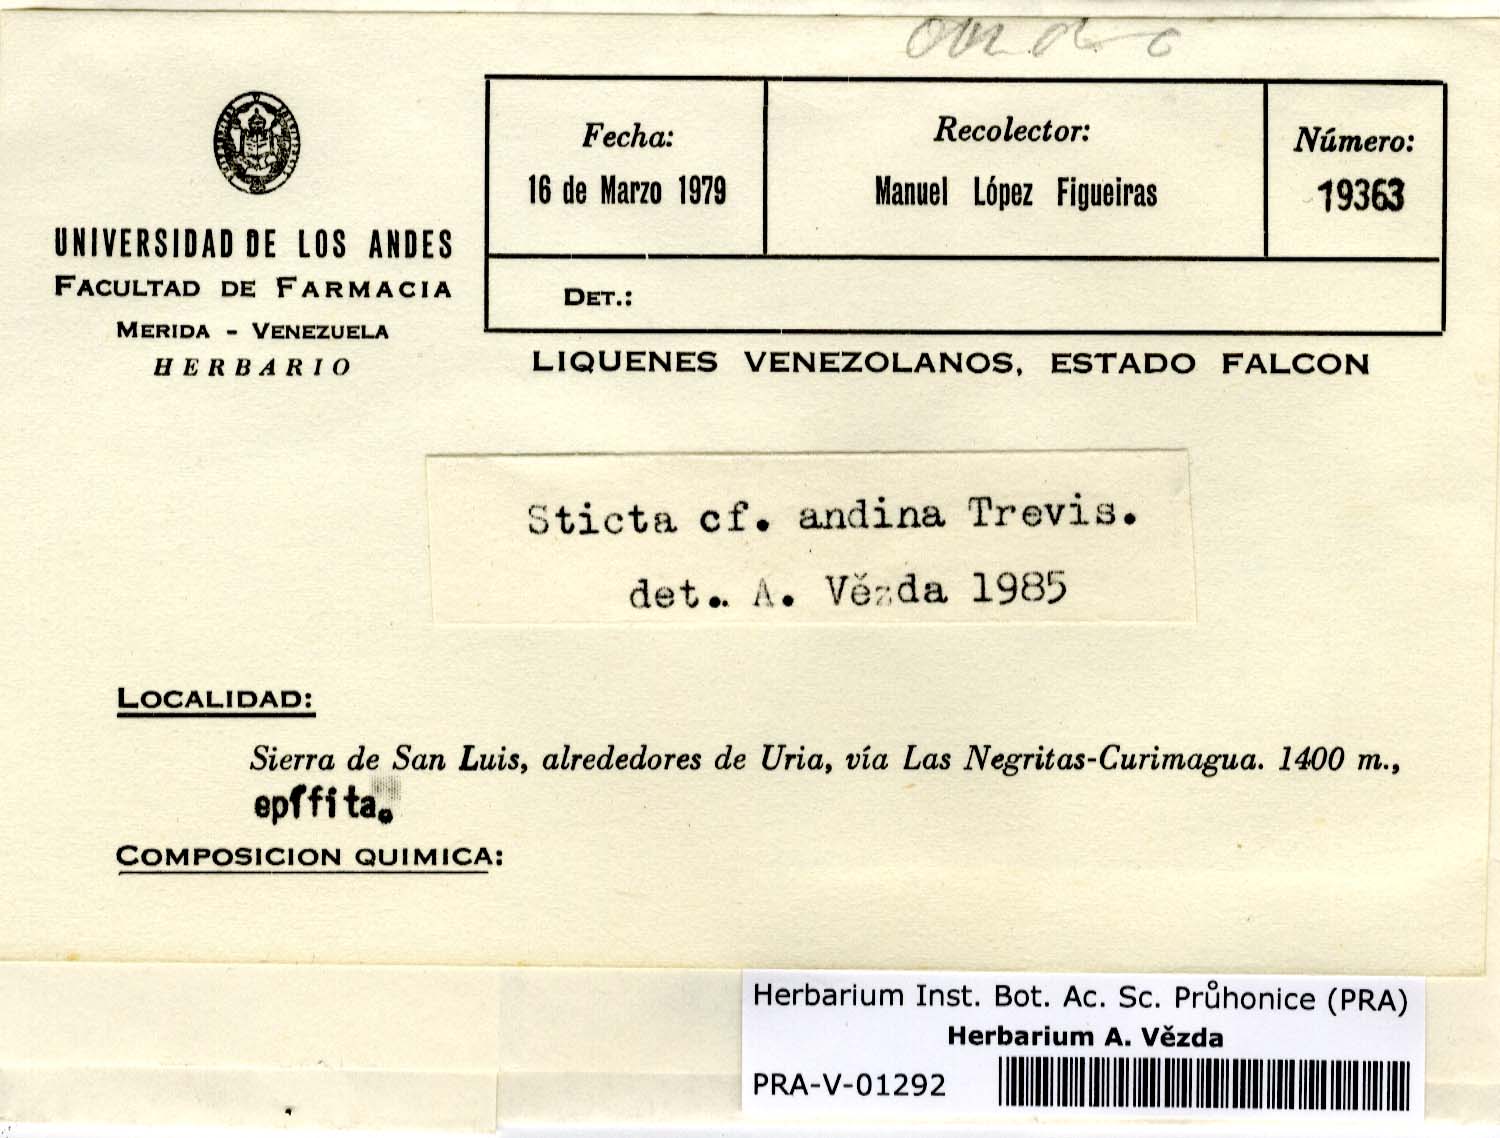 UNIVERSIDAD DE LOS ANDES
FACULTAD DE FARMACIA
MERIDA - VENEZUELA
HERBARIO
Fecha:
16 de Marzo 1979
Recolector:
Manuel López Figueiras
Número:
19363
DET.:
LIQUENES VENEZOLANOS, ESTADO FALCON
Sticta cf. andina Trevis.
det.. A. Vězda 1985
LOCALIDAD:
Sierra de San Luis, alrededores de Uria, vía Las Negritas-Curimagua. 1400 m.,
epífita.
COMPOSICION QUIMICA:
Herbarium Inst. Bot. Ac. Sc. Průhonice (PRA)
Herbarium A. Vězda
PRA-V-01292